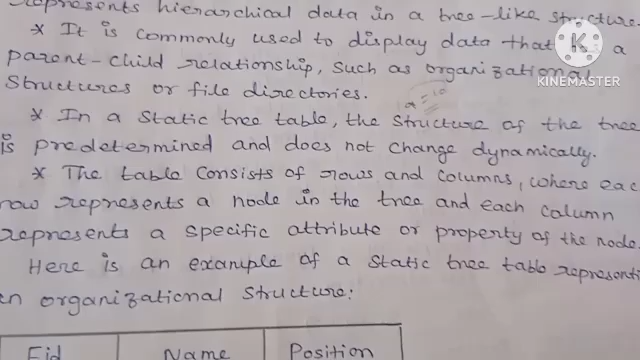 represents hierarchical data in a tree-like structure.
* It is commonly used to display data that has a
parent-child relationship, such as organizational
structures or file directories.
a = 10
* In a static tree table, the structure of the tree
is predetermined and does not change dynamically.
* The table consists of rows and columns, where eac
row represents a node in the tree and each column
represents a specific attribute or property of the node.
Here is an example of a static tree table representi
an organizational structure:
Eid Name Position
KINEMASTER